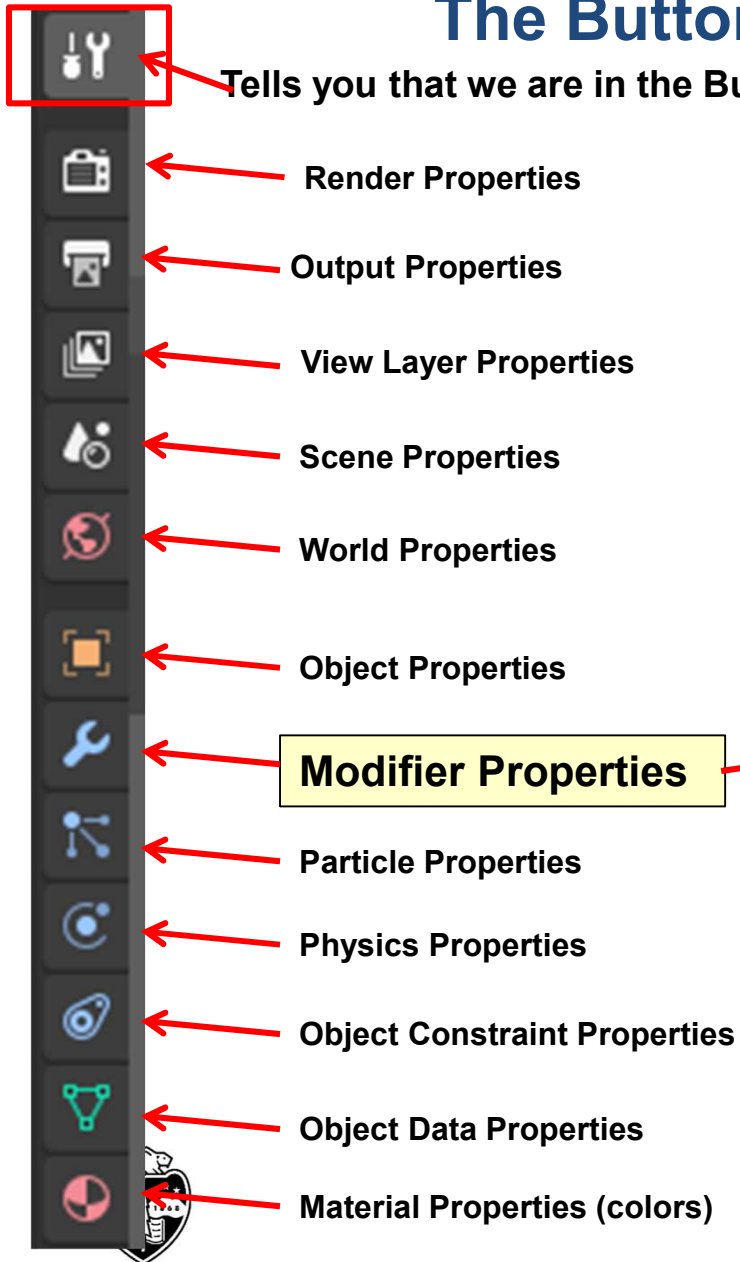 The Button
Tells you that we are in the Bu
Render Properties
Output Properties
View Layer Properties
Scene Properties
World Properties
Object Properties
Modifier Properties
Particle Properties
Physics Properties
Object Constraint Properties
Object Data Properties
Material Properties (colors)